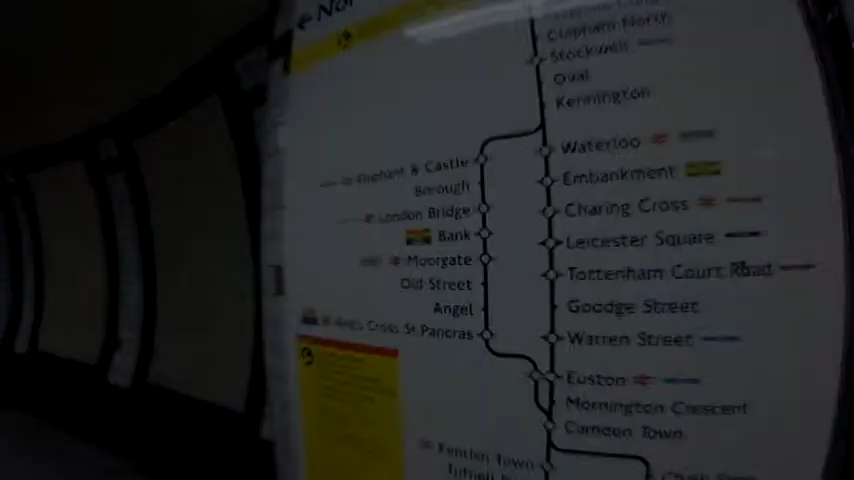 ← Nor
Clapham North
Stockwell
Oval
Kennington
Waterloo
Embankment
Charing Cross
Leicester Square
Tottenham Court Road
Goodge Street
Warren Street
Euston
Mornington Crescent
Camden Town
Elephant & Castle
Borough
London Bridge
Bank
Moorgate
Old Street
Angel
King's Cross St Pancras
Kentish Town
Tufnell